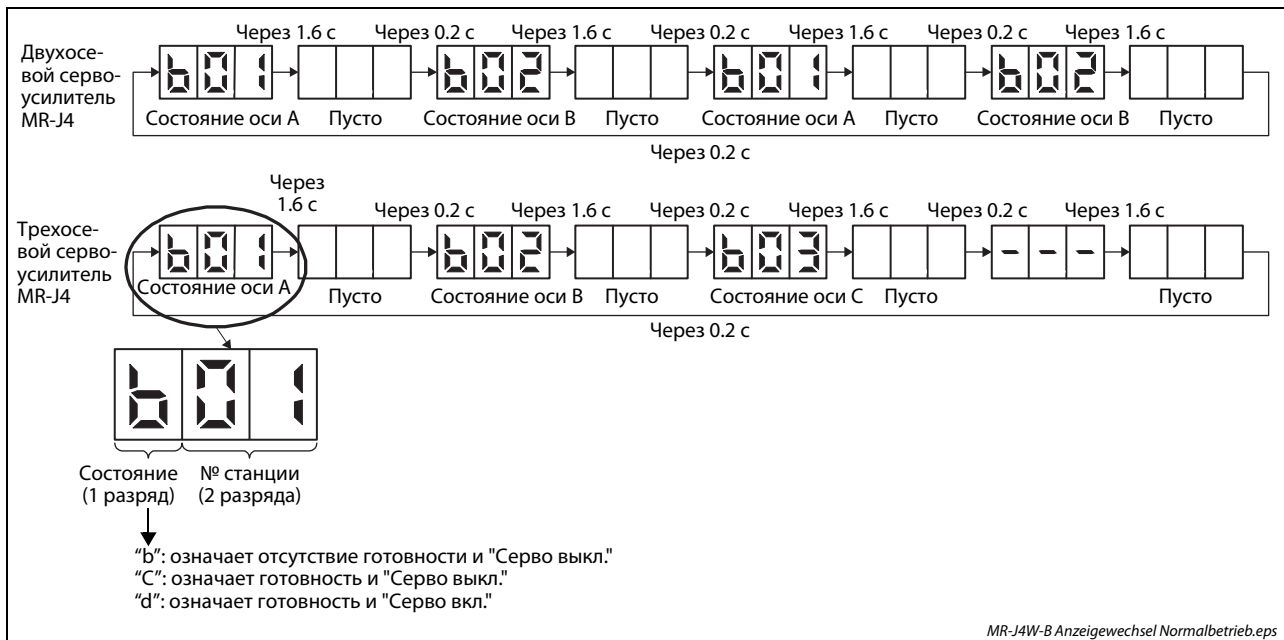 Через 1.6 с Через 0.2 с Через 1.6 с Через 0.2 с Через 1.6 с Через 0.2 с Через 1.6 с
Двухосе-
вой серво-
усилитель
MR-J4
b01 b02 b01 b02
Состояние оси A Пусто Состояние оси B Пусто Состояние оси A Пусто Состояние оси B Пусто
Через 0.2 с
Через
1.6 с
Через 0.2 с Через 1.6 с Через 0.2 с Через 1.6 с Через 0.2 с Через 1.6 с
Трехосе-
вой серво-
усилитель
MR-J4
b01 b02 b03 - - -
Состояние оси A Пусто Состояние оси B Пусто Состояние оси C Пусто Пусто
Через 0.2 с
b01
Состояние
(1 разряд)
№ станции
(2 разряда)
“b”: означает отсутствие готовности и "Серво выкл."
“C”: означает готовность и "Серво выкл."
“d”: означает готовность и "Серво вкл."
MR-J4W-B Anzeigewechsel Normalbetrieb.eps